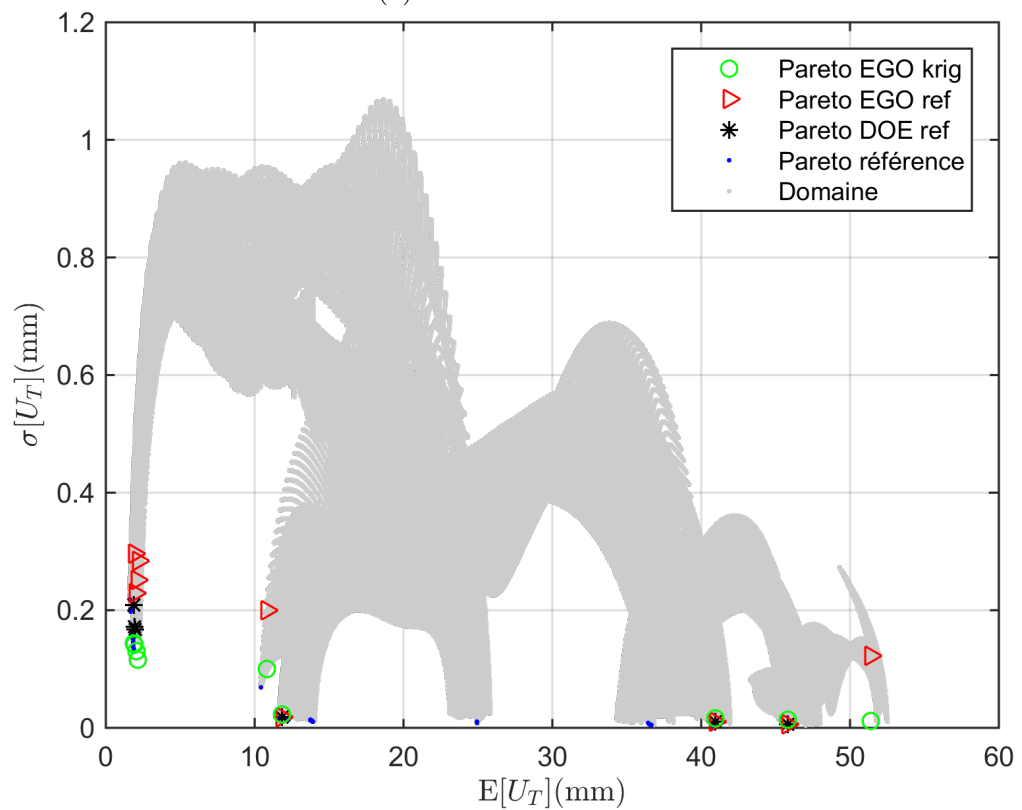 1.2
1
0.8
0.6
0.4
0.2
0
σ[U_T](mm)
Pareto EGO krig
Pareto EGO ref
Pareto DOE ref
Pareto référence
Domaine
0 10 20 30 40 50 60
E[U_T](mm)